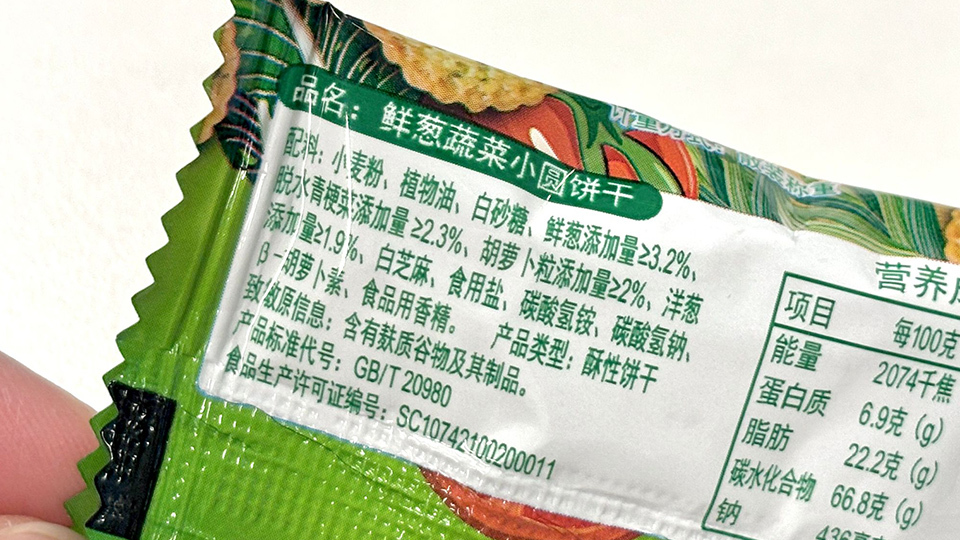 计量方式：散装称重
品名：鲜葱蔬菜小圆饼干
配料：小麦粉、植物油、白砂糖、鲜葱添加量≥3.2%、
脱水青梗菜添加量≥2.3%、胡萝卜粒添加量≥2%、洋葱
添加量≥1.9%、白芝麻、食用盐、碳酸氢铵、碳酸氢钠、
β-胡萝卜素、食品用香精。 产品类型：酥性饼干
致敏原信息：含有麸质谷物及其制品。
产品标准代号：GB/T 20980
食品生产许可证编号：SC10742100200011
营养
项目 每100克
能量 2074千焦
蛋白质 6.9克 (g)
脂肪 22.2克 (g)
碳水化合物 66.8克 (g)
钠